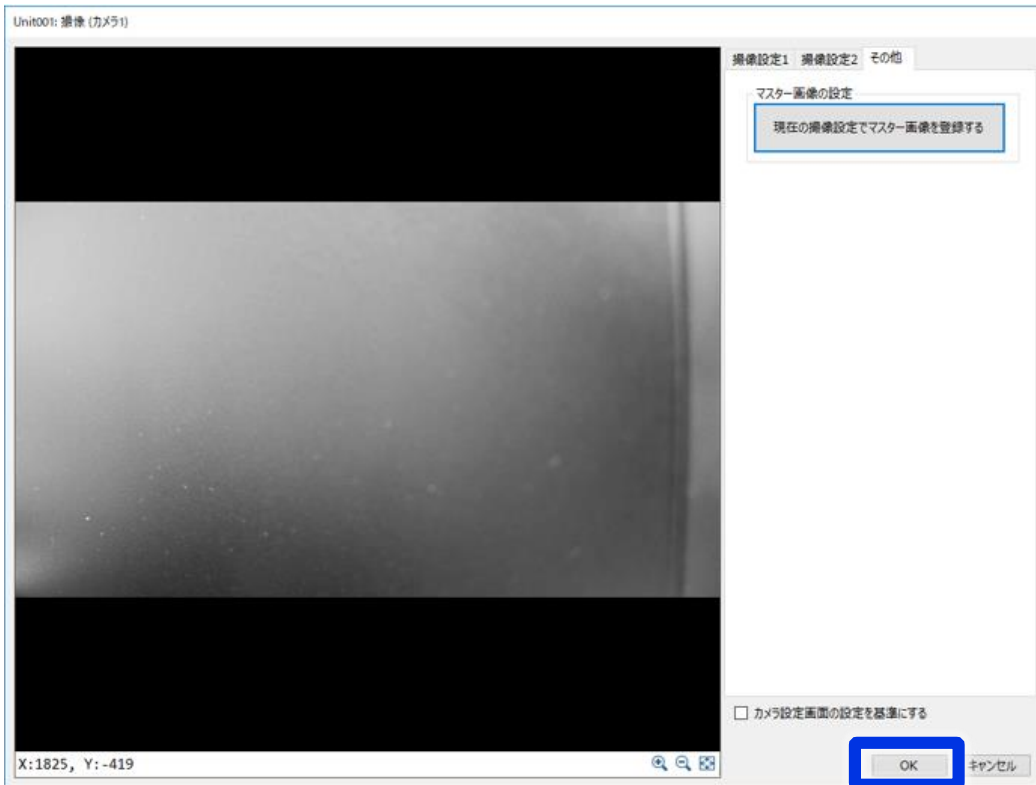 Unit001: 撮像 (カメラ1)
撮像設定1 撮像設定2 その他
マスター画像の設定
現在の撮像設定でマスター画像を登録する
カメラ設定画面の設定を基準にする
X:1825, Y:-419
OK キャンセル